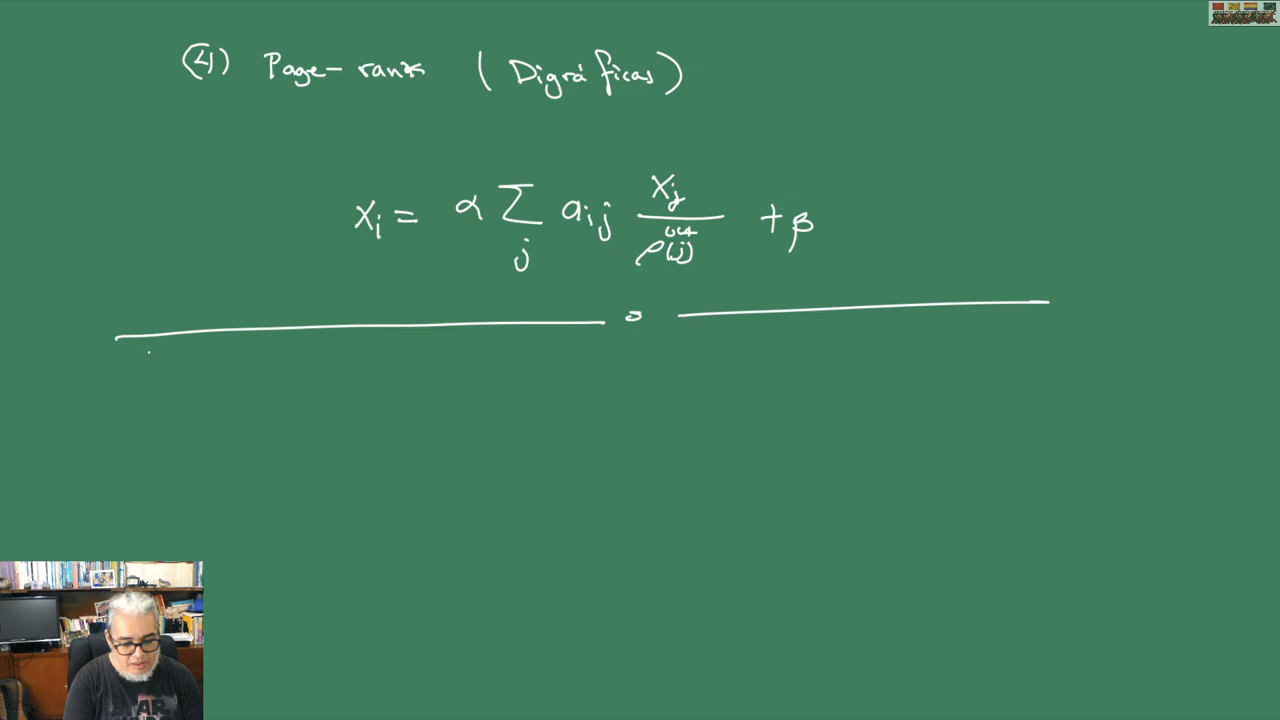 (4) Page-rank (Digráficas)
x_i = α Σ_j a_ij x_j / ρ^out(j) + β